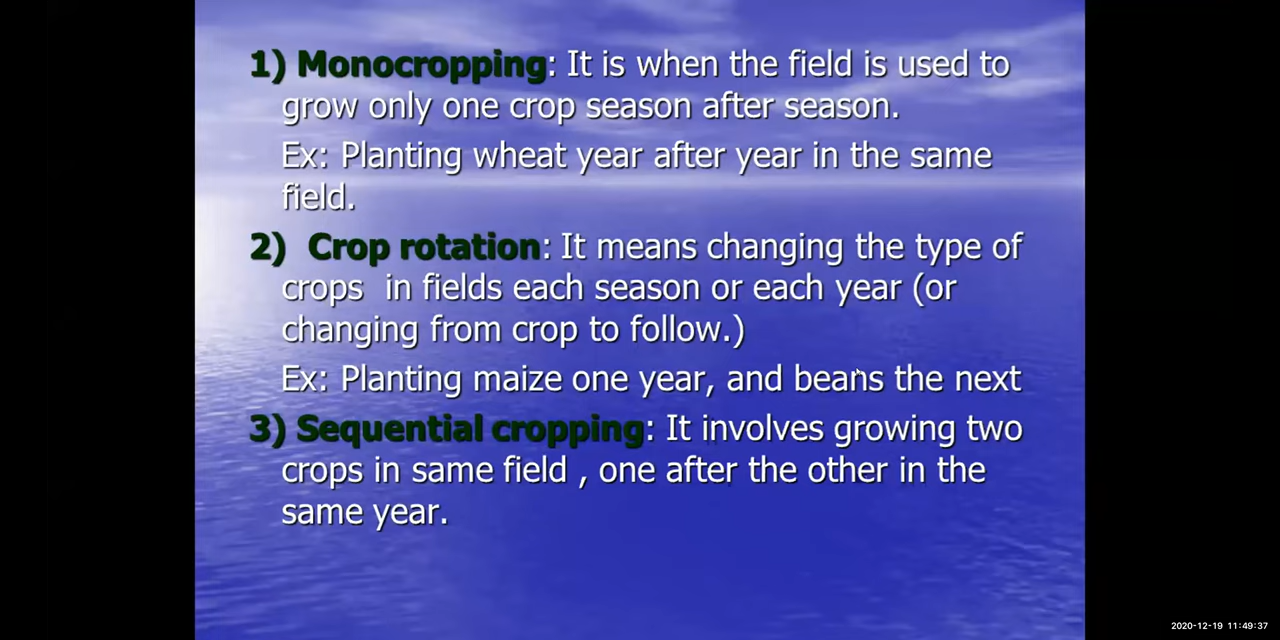 1) Monocropping: It is when the field is used to
grow only one crop season after season.
Ex: Planting wheat year after year in the same
field.
2) Crop rotation: It means changing the type of
crops in fields each season or each year (or
changing from crop to follow.)
Ex: Planting maize one year, and beans the next
3) Sequential cropping: It involves growing two
crops in same field , one after the other in the
same year.
2020-12-19 11:49:37